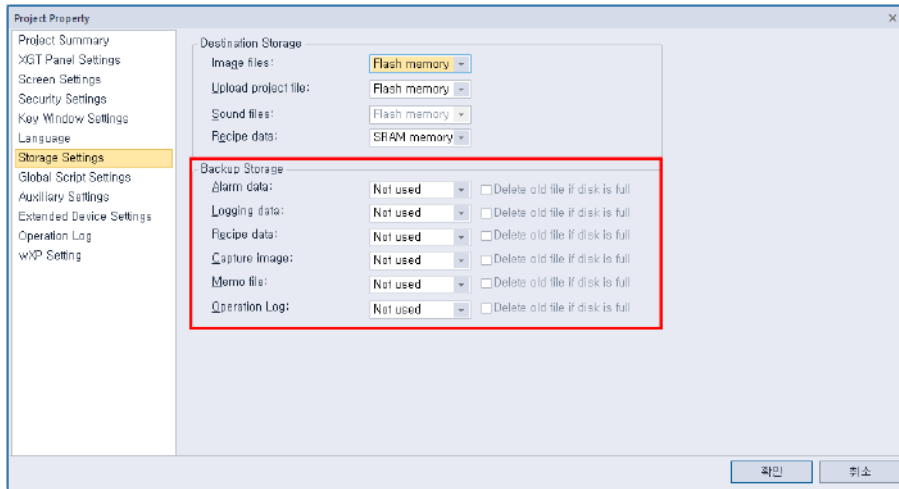 Project Property
Project Summary
XGT Panel Settings
Screen Settings
Security Settings
Key Window Settings
Language
Storage Settings
Global Script Settings
Auxiliary Settings
Extended Device Settings
Operation Log
wXP Setting
Destination Storage
Image files: Flash memory
Upload project file: Flash memory
Sound files: Flash memory
Recipe data: SRAM memory
Backup Storage
Alarm data: Not used Delete old file if disk is full
Logging data: Not used Delete old file if disk is full
Recipe data: Not used Delete old file if disk is full
Capture Image: Not used Delete old file if disk is full
Memo file: Not used Delete old file if disk is full
Operation Log: Not used Delete old file if disk is full
확인 취소